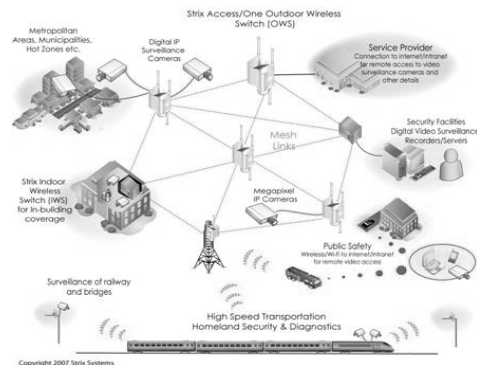 Metropolitan
Areas, Municipalities,
Hot Zones etc.
Digital IP
Surveillance
Cameras
Strix Access/One Outdoor Wireless
Switch (OWS)
Service Provider
Connection to internet/Intranet
for remote access to video
surveillance cameras and
other details
Mesh
Links
Security Facilities
Digital Video Surveillance
Recorders/Servers
Strix Indoor
Wireless
Switch (IWS)
for In-building
coverage
Megapixel
IP Cameras
Public Safety
Wireless/Wi-Fi to internet/Intranet
for remote video access
Surveillance of railway
and bridges
High Speed Transportation
Homeland Security & Diagnostics
Copyright 2007 Strix Systems.